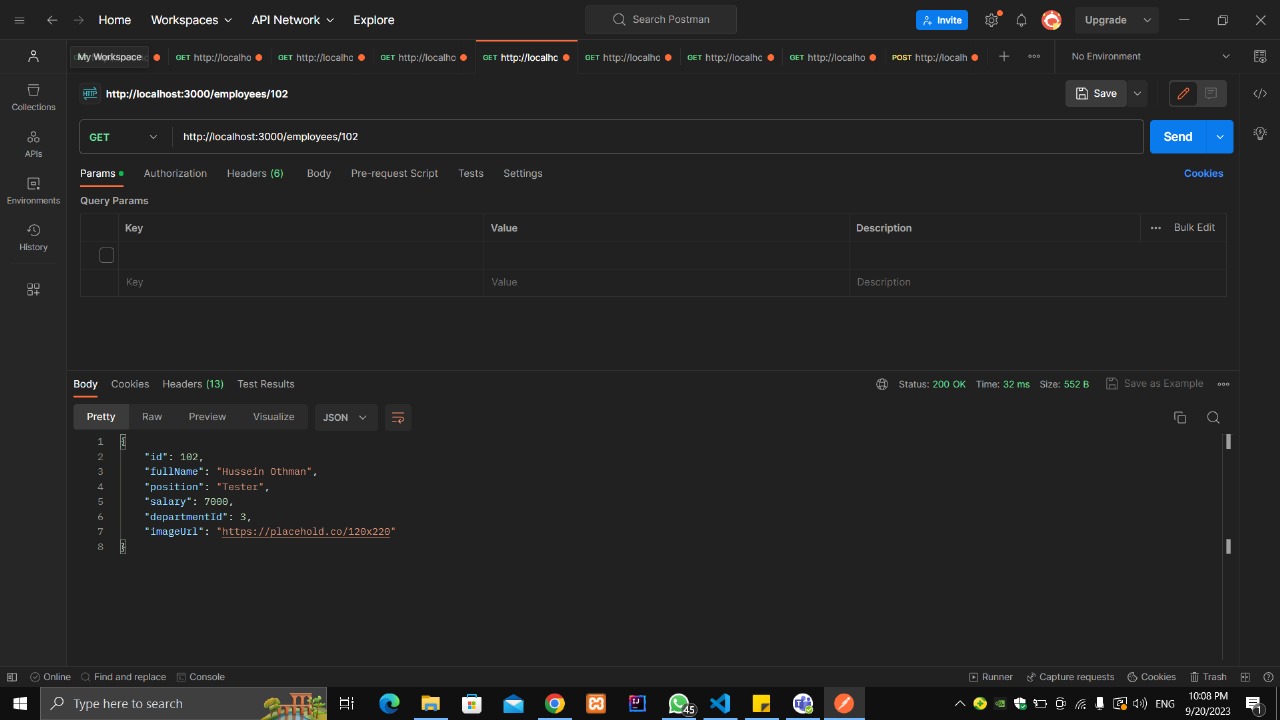 Home Workspaces API Network Explore Search Postman Invite Upgrade
My Workspace GET http://localhc GET http://localhc GET http://localhc GET http://localhc GET http://localhc GET http://localhc GET http://localhc POST http://localh No Environment
HTTP http://localhost:3000/employees/102 Save
Collections
GET http://localhost:3000/employees/102 Send
APIs
Params Authorization Headers (6) Body Pre-request Script Tests Settings Cookies
Environments
Query Params
Key Value Description Bulk Edit
History
Key Value Description
Body Cookies Headers (13) Test Results Status: 200 OK Time: 32 ms Size: 552 B Save as Example
Pretty Raw Preview Visualize JSON
1 {
2 "id": 102,
3 "fullName": "Hussein Othman",
4 "position": "Tester",
5 "salary": 7000,
6 "departmentId": 3,
7 "imageUrl": "https://placehold.co/120x220"
8 }
Online Find and replace Console Runner Capture requests Cookies Trash
Type here to search 45 ENG 10:08 PM
9/20/2023 1